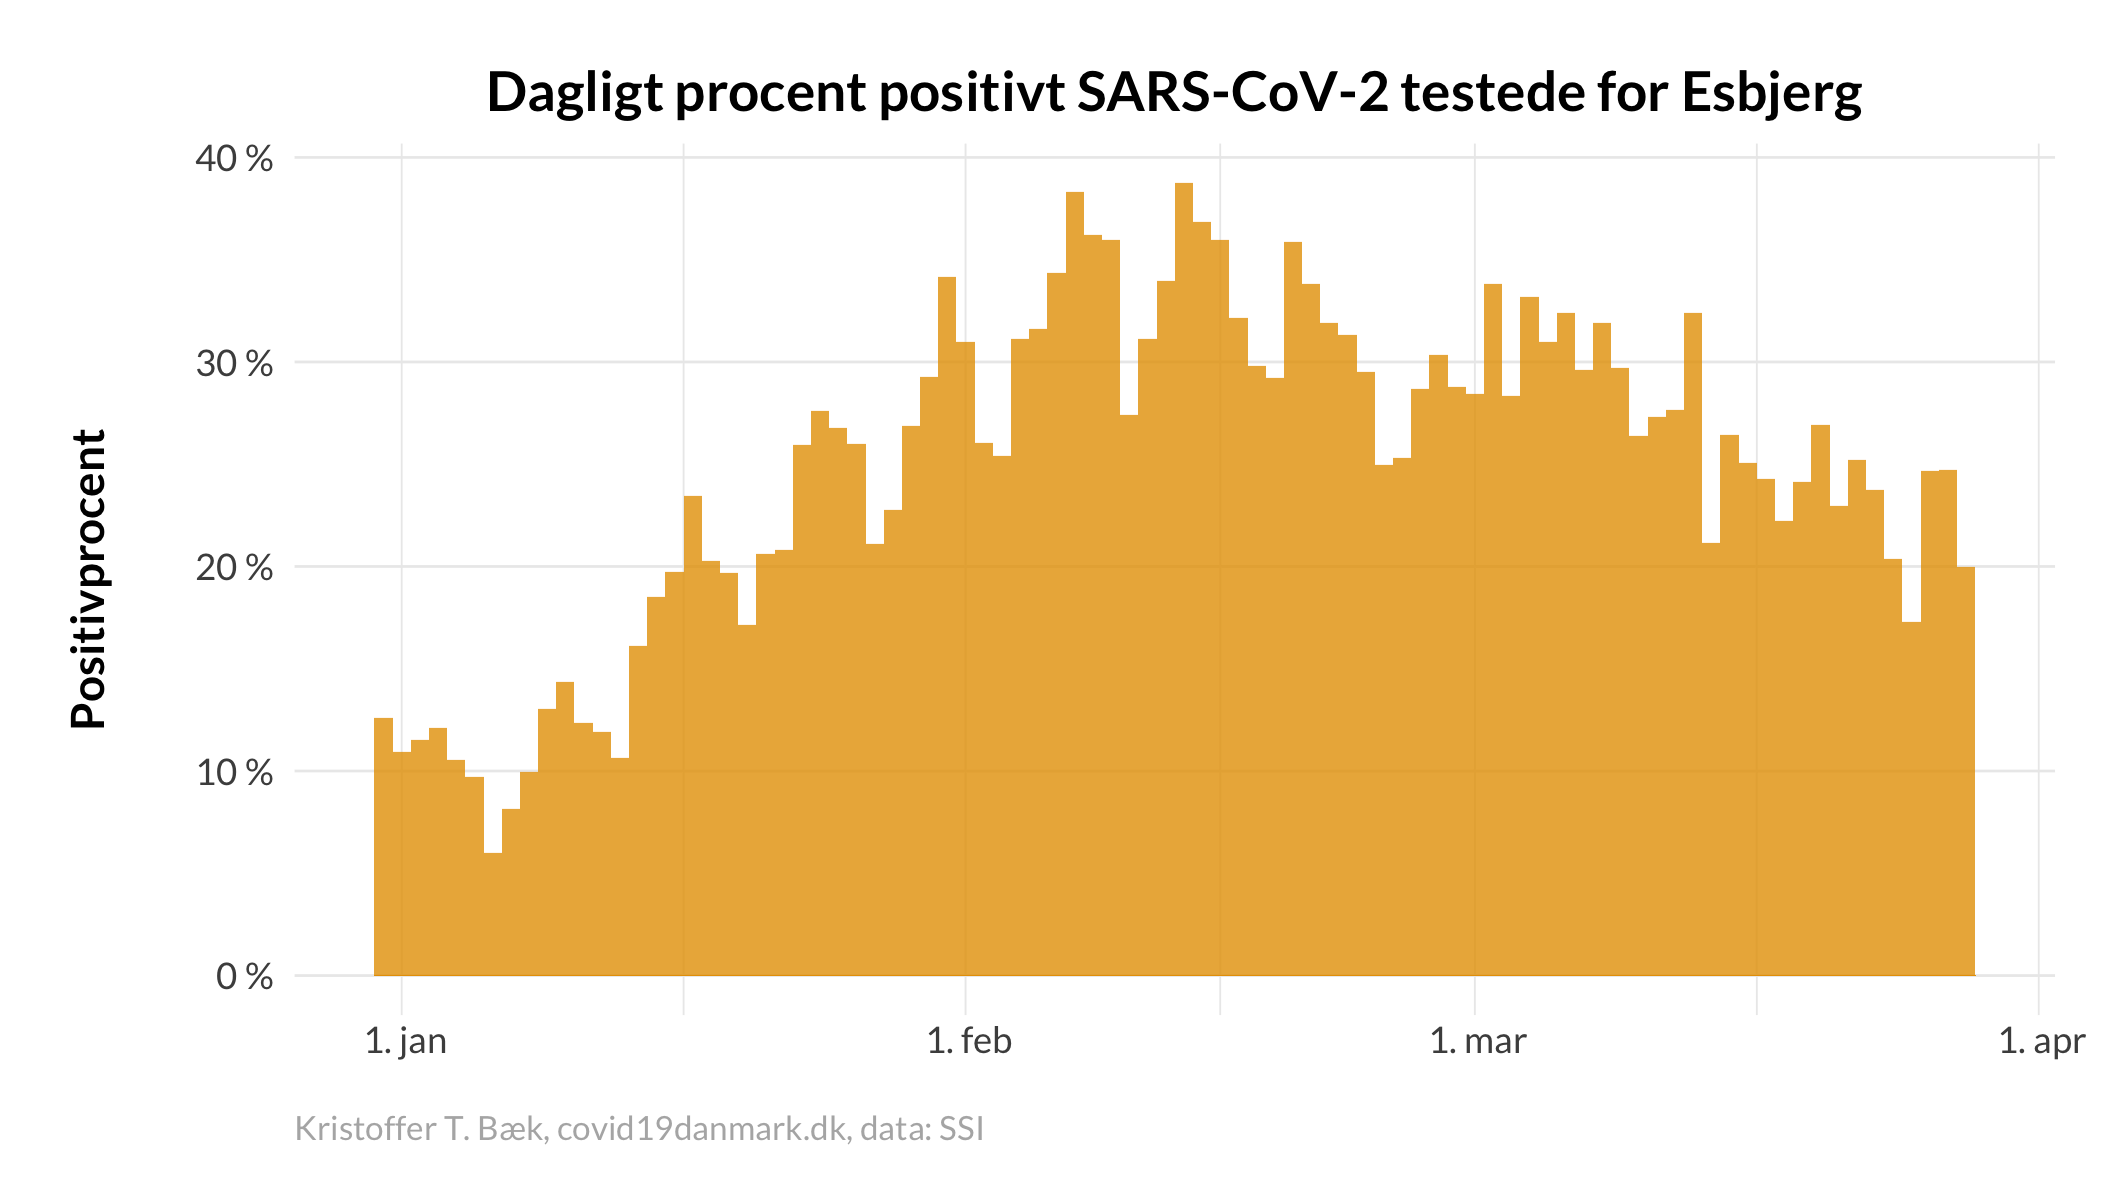 Dagligt procent positivt SARS-CoV-2 testede for Esbjerg
40 %
30 %
20 %
10 %
0 %
Positivprocent
1. jan
1. feb
1. mar
1. apr
Kristoffer T. Bæk, covid19danmark.dk, data: SSI